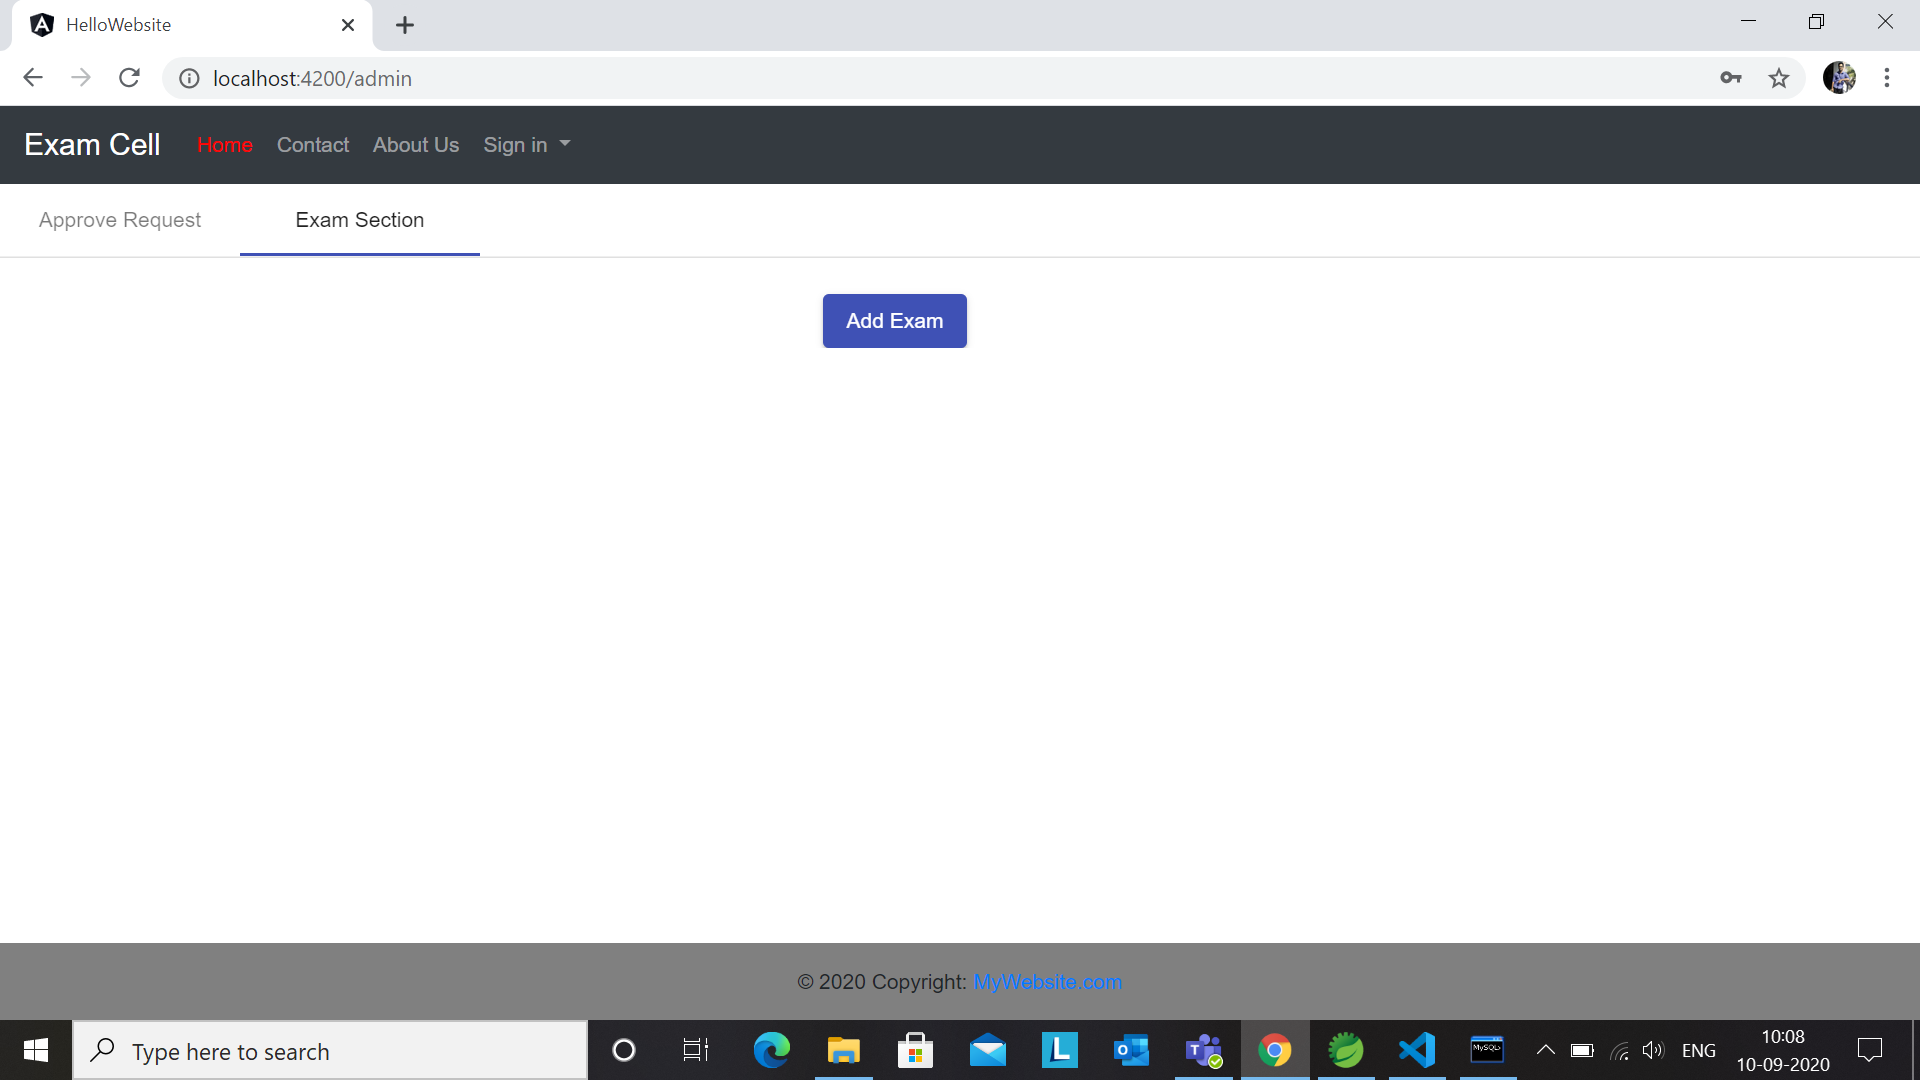 HelloWebsite
localhost:4200/admin
Exam Cell Home Contact About Us Sign in
Approve Request Exam Section
Add Exam
© 2020 Copyright: MyWebsite.com
Type here to search
MySQL>
ENG
10:08
10-09-2020